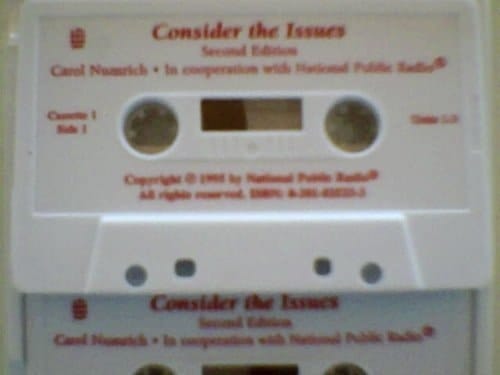 Consider the Issues
Second Edition
Carol Numrich • In cooperation with National Public Radio®
Cassette 1
Side 1
Copyright © 1995 by National Public Radio®
All rights reserved. ISBN:
Consider the Issues
Second Edition
Carol Numrich • In cooperation with National Public Radio®